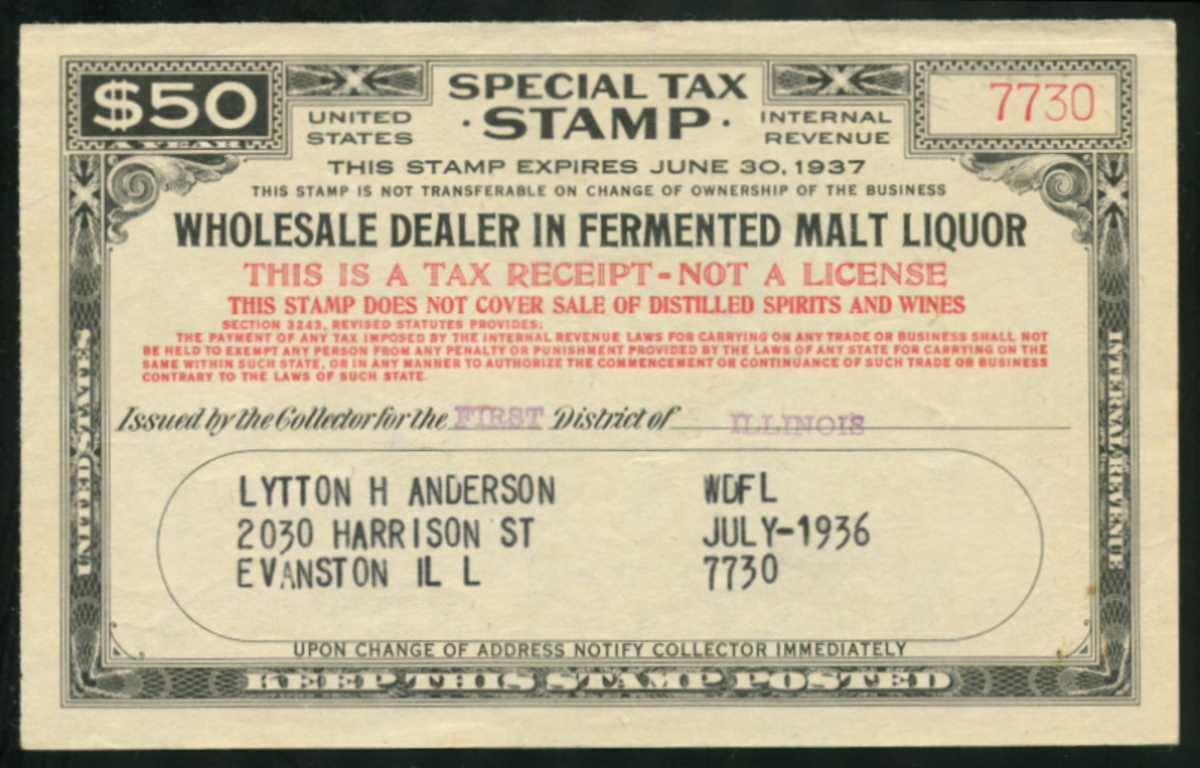 $50
A YEAR
UNITED STATES
SPECIAL TAX
· STAMP ·
INTERNAL REVENUE
7730
THIS STAMP EXPIRES JUNE 30, 1937
THIS STAMP IS NOT TRANSFERABLE ON CHANGE OF OWNERSHIP OF THE BUSINESS
WHOLESALE DEALER IN FERMENTED MALT LIQUOR
THIS IS A TAX RECEIPT - NOT A LICENSE
THIS STAMP DOES NOT COVER SALE OF DISTILLED SPIRITS AND WINES
SECTION 3243, REVISED STATUTES PROVIDES:
THE PAYMENT OF ANY TAX IMPOSED BY THE INTERNAL REVENUE LAWS FOR CARRYING ON ANY TRADE OR BUSINESS SHALL NOT
BE HELD TO EXEMPT ANY PERSON FROM ANY PENALTY OR PUNISHMENT PROVIDED BY THE LAWS OF ANY STATE FOR CARRYING ON THE
SAME WITHIN SUCH STATE, OR IN ANY MANNER TO AUTHORIZE THE COMMENCEMENT OR CONTINUANCE OF SUCH TRADE OR BUSINESS
CONTRARY TO THE LAWS OF SUCH STATE.
Issued by the Collector for the FIRST District of ILLINOIS
LYTTON H ANDERSON WDFL
2030 HARRISON ST JULY-1936
EVANSTON IL L 7730
UPON CHANGE OF ADDRESS NOTIFY COLLECTOR IMMEDIATELY
KEEP THIS STAMP POSTED
UNITED STATES
INTERNAL REVENUE